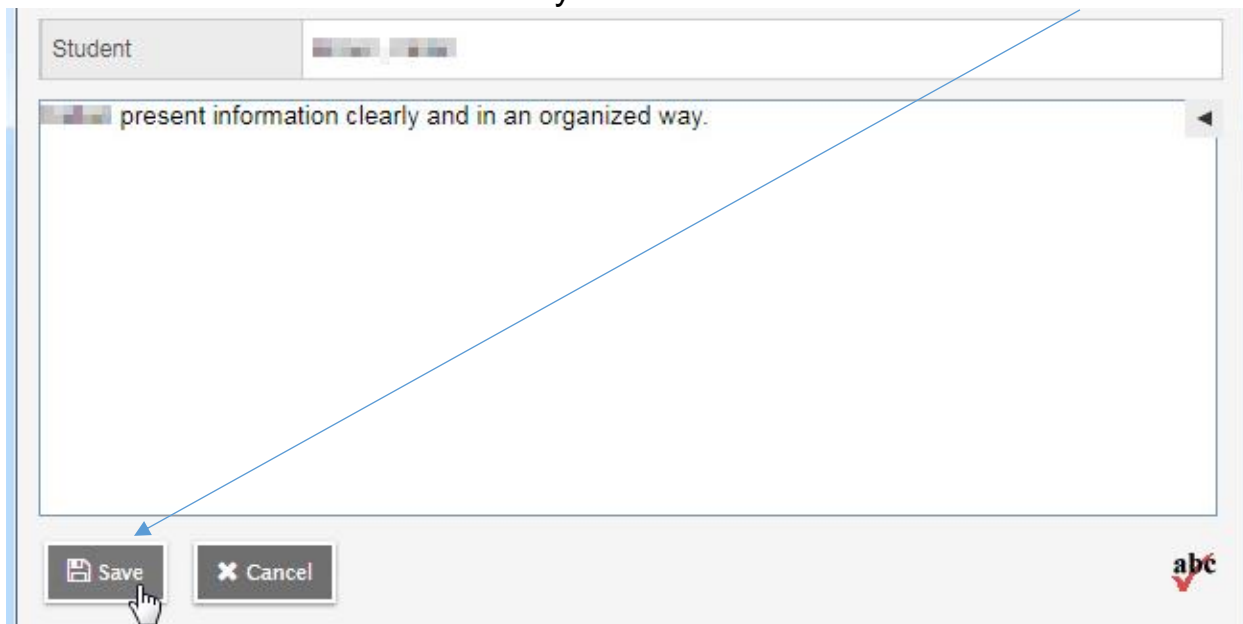 Student
present information clearly and in an organized way.
Save
Cancel
abc